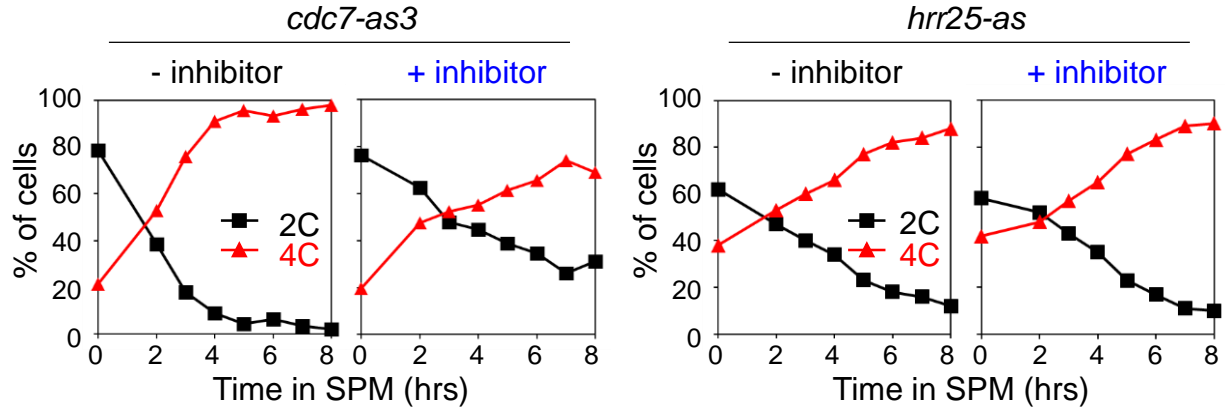 cdc7-as3
hrr25-as
- inhibitor
+ inhibitor
- inhibitor
+ inhibitor
% of cells
100
80
60
40
20
0
2C
4C
0 2 4 6 8
0 2 4 6 8
Time in SPM (hrs)
% of cells
100
80
60
40
20
0
2C
4C
0 2 4 6 8
0 2 4 6 8
Time in SPM (hrs)